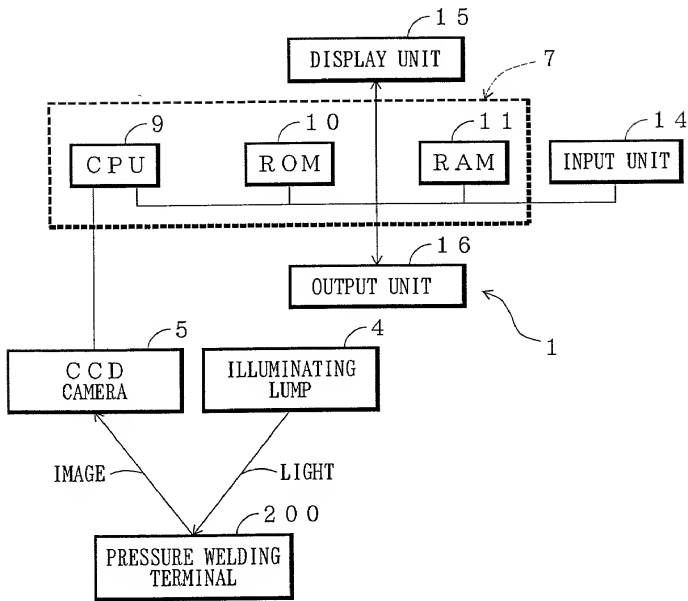 15
DISPLAY UNIT
7
9
10
11
14
CPU
ROM
RAM
INPUT UNIT
16
OUTPUT UNIT
1
5
4
CCD
CAMERA
ILLUMINATING
LUMP
IMAGE
LIGHT
200
PRESSURE WELDING
TERMINAL